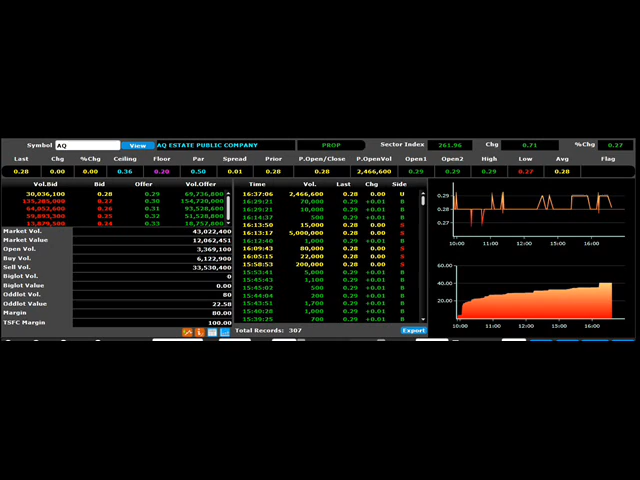 Symbol AQ View AQ ESTATE PUBLIC COMPANY PROP Sector Index 261.96 Chg 0.71 %Chg 0.27
Last Chg %Chg Ceiling Floor Par Spread Prior P.Open/Close P.OpenVol Open1 Open2 High Low Avg Flag
0.28 0.00 0.00 0.36 0.20 0.50 0.01 0.28 0.28 2,466,600 0.29 0.29 0.29 0.27 0.28
Vol.Bid Bid Offer Vol.Offer
30,036,100 0.28 0.29 69,736,800
135,285,000 0.27 0.30 154,720,000
64,052,600 0.26 0.31 93,528,600
59,693,300 0.25 0.32 51,528,800
13,879,500 0.24 0.33 18,757,800
Market Vol. 43,022,400
Market Value 12,062,451
Open Vol. 3,369,100
Buy Vol. 6,122,900
Sell Vol. 33,530,400
Biglot Vol. 0
Biglot Value 0.00
Oddlot Vol. 80
Oddlot Value 22.58
Margin 80.00
TSFC Margin 100.00
Time Vol. Last Chg Side
16:37:06 2,466,600 0.28 0.00 U
16:29:21 70,000 0.29 +0.01 B
16:29:21 10,000 0.29 +0.01 B
16:14:37 500 0.29 +0.01 B
16:13:50 15,000 0.28 0.00 S
16:13:17 5,000,000 0.28 0.00 S
16:12:40 1,000 0.29 +0.01 B
16:09:43 80,000 0.28 0.00 S
16:05:15 22,000 0.28 0.00 S
15:58:53 200,000 0.28 0.00 S
15:53:41 5,000 0.29 +0.01 B
15:45:43 1,100 0.29 +0.01 B
15:45:02 500 0.29 +0.01 B
15:44:04 200 0.29 +0.01 B
15:43:51 1,700 0.29 +0.01 B
15:40:28 1,000 0.29 +0.01 B
15:39:25 700 0.29 +0.01 B
Total Records: 307 Export
0.29
0.28
0.27
10:00 11:00 12:00 14:00 15:00 16:00
60.00
40.00
20.00
10:00 11:00 12:00 14:00 15:00 16:00